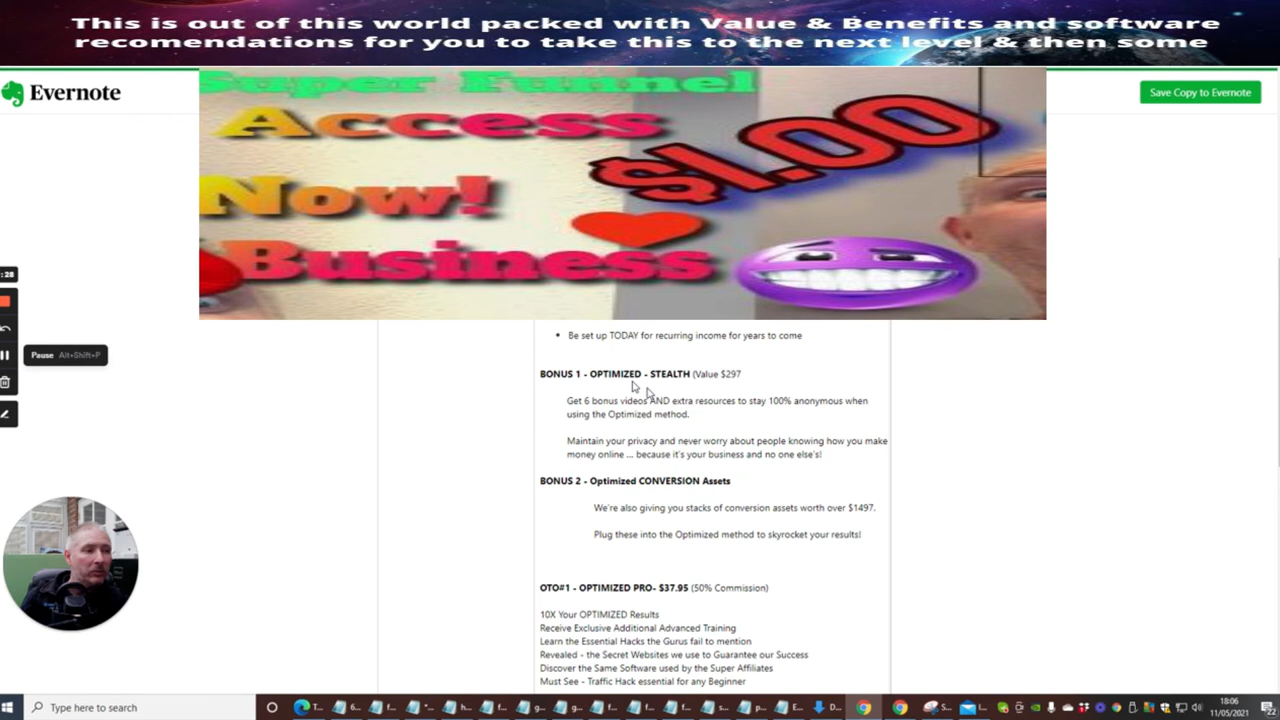 This is out of this world packed with Value & Benefits and software
recomendations for you to take this to the next level & then some
Evernote
Save Copy to Evernote
Super Funnel
Access
$1.00
Now!
Business
:28
Pause Alt+Shift+P
• Be set up TODAY for recurring income for years to come
BONUS 1 - OPTIMIZED - STEALTH (Value $297
Get 6 bonus videos AND extra resources to stay 100% anonymous when
using the Optimized method.
Maintain your privacy and never worry about people knowing how you make
money online ... because it's your business and no one else's!
BONUS 2 - Optimized CONVERSION Assets
We're also giving you stacks of conversion assets worth over $1497.
Plug these into the Optimized method to skyrocket your results!
OTO#1 - OPTIMIZED PRO- $37.95 (50% Commission)
10X Your OPTIMIZED Results
Receive Exclusive Additional Advanced Training
Learn the Essential Hacks the Gurus fail to mention
Revealed - the Secret Websites we use to Guarantee our Success
Discover the Same Software used by the Super Affiliates
Must See - Traffic Hack essential for any Beginner
Type here to search
T... 6... f... "... h... f... g... g... f... f... f... s... p... E... D... S... I...
18:06
11/05/2021
22